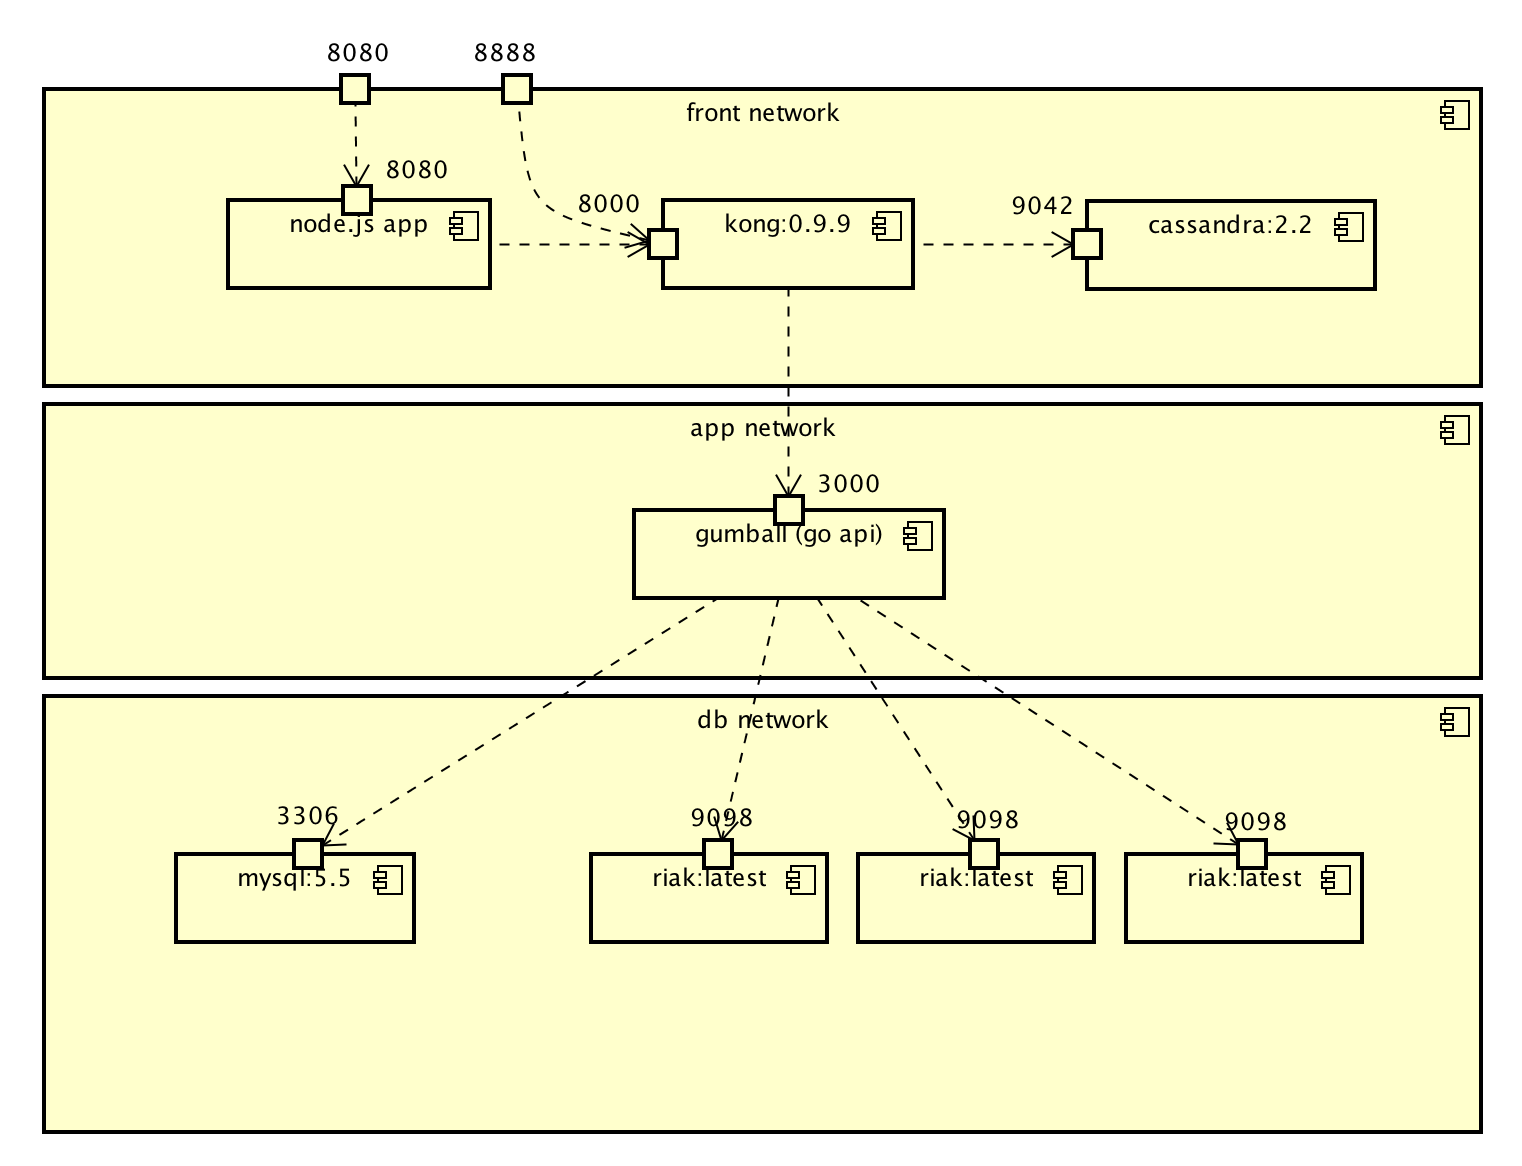 8080
8888
front network
8080
node.js app
8000
kong:0.9.9
9042
cassandra:2.2
app network
3000
gumball (go api)
db network
3306
mysql:5.5
9098
riak:latest
9098
riak:latest
9098
riak:latest